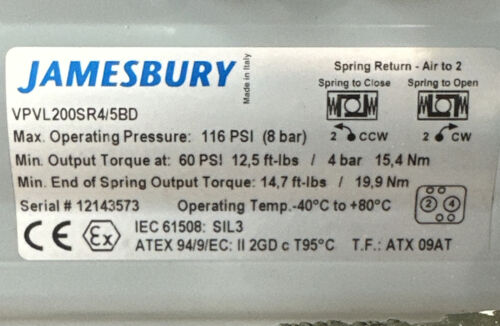 JAMESBURY
Made in Italy
Spring Return - Air to 2
Spring to Close Spring to Open
VPVL200SR4/5BD
2 CCW 2 CW
Max. Operating Pressure: 116 PSI (8 bar)
Min. Output Torque at: 60 PSI 12,5 ft-lbs / 4 bar 15,4 Nm
Min. End of Spring Output Torque: 14,7 ft-lbs / 19,9 Nm
Serial # 12143573 Operating Temp.-40°C to +80°C
2 4
CE Ex IEC 61508: SIL3
ATEX 94/9/EC: II 2GD c T95°C T.F.: ATX 09AT